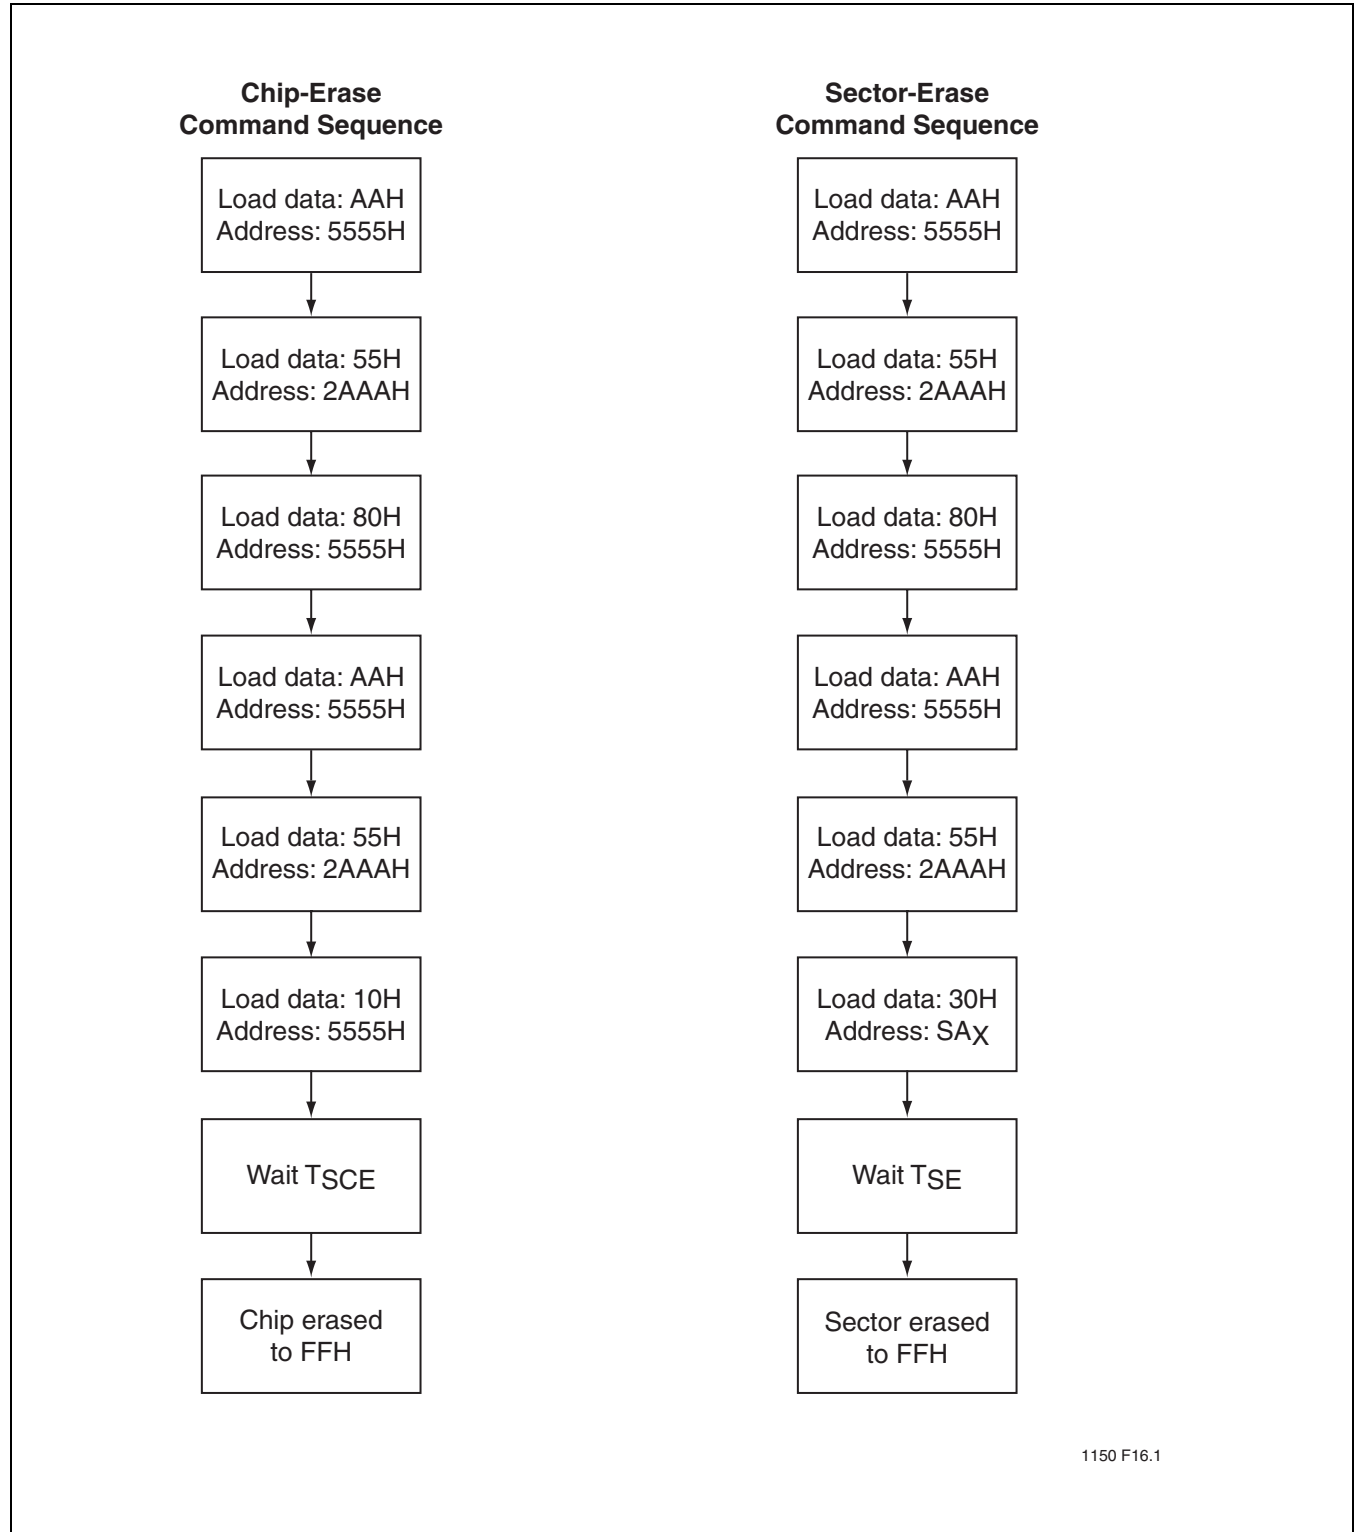 Chip-Erase
Command Sequence
Load data: AAH
Address: 5555H
Load data: 55H
Address: 2AAAH
Load data: 80H
Address: 5555H
Load data: AAH
Address: 5555H
Load data: 55H
Address: 2AAAH
Load data: 10H
Address: 5555H
Wait TSCE
Chip erased
to FFH
Sector-Erase
Command Sequence
Load data: AAH
Address: 5555H
Load data: 55H
Address: 2AAAH
Load data: 80H
Address: 5555H
Load data: AAH
Address: 5555H
Load data: 55H
Address: 2AAAH
Load data: 30H
Address: SAX
Wait TSE
Sector erased
to FFH
1150 F16.1